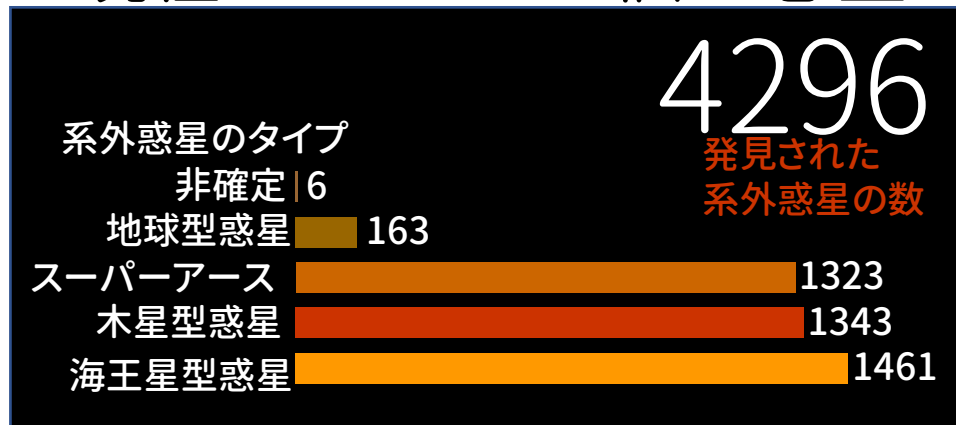 4296
発見された
系外惑星の数
系外惑星のタイプ
非確定 6
地球型惑星 163
スーパーアース 1323
木星型惑星 1343
海王星型惑星 1461